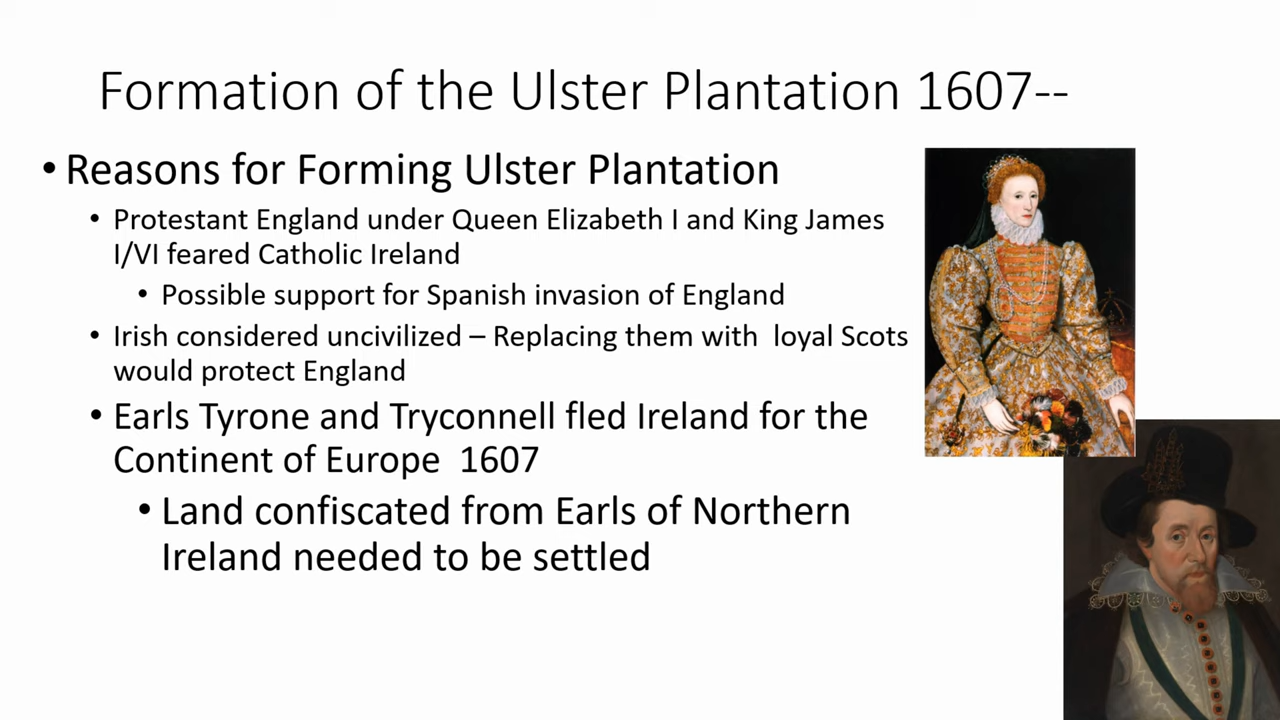 Formation of the Ulster Plantation 1607--
• Reasons for Forming Ulster Plantation
• Protestant England under Queen Elizabeth I and King James
I/VI feared Catholic Ireland
• Possible support for Spanish invasion of England
• Irish considered uncivilized – Replacing them with  loyal Scots
would protect England
• Earls Tyrone and Tryconnell fled Ireland for the
Continent of Europe  1607
• Land confiscated from Earls of Northern
Ireland needed to be settled